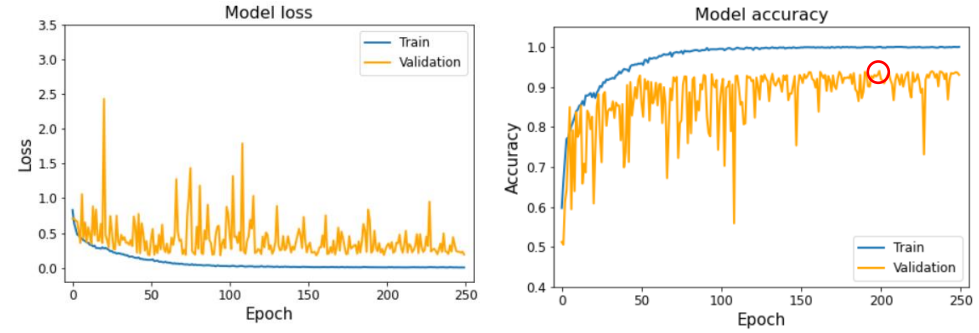 Model loss
3.5
3.0
2.5
2.0
1.5
1.0
0.5
0.0
Loss
Train
Validation
0 50 100 150 200 250
Epoch
Model accuracy
1.0
0.9
0.8
0.7
0.6
0.5
0.4
Accuracy
Train
Validation
0 50 100 150 200 250
Epoch